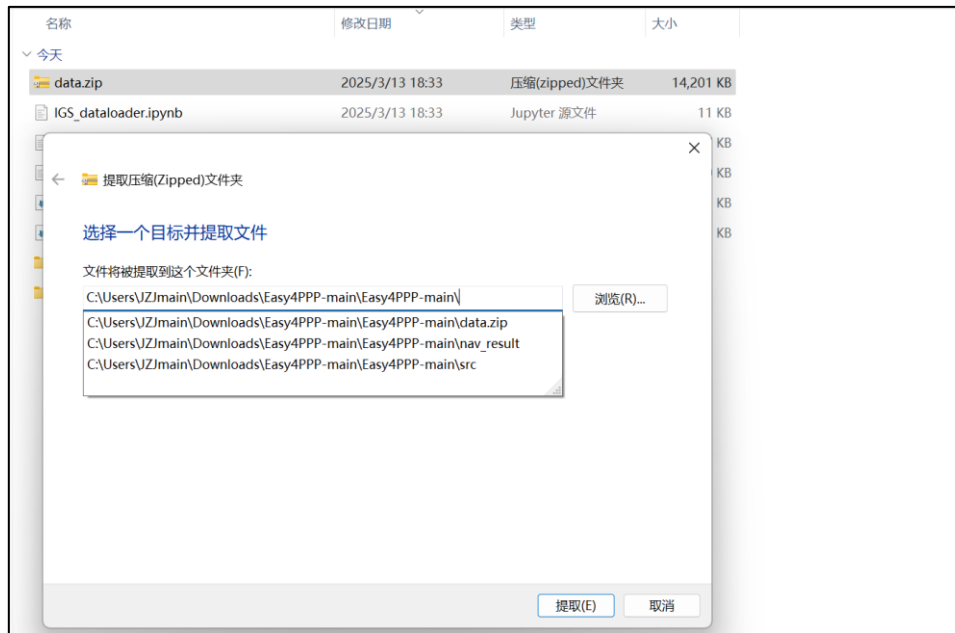 名称 修改日期 类型 大小
今天
data.zip 2025/3/13 18:33 压缩(zipped)文件夹 14,201 KB
IGS_dataloader.ipynb 2025/3/13 18:33 Jupyter 源文件 11 KB
KB
KB
提取压缩(Zipped)文件夹
KB
选择一个目标并提取文件
KB
文件将被提取到这个文件夹(F):
C:\Users\JZJmain\Downloads\Easy4PPP-main\Easy4PPP-main\
浏览(R)...
C:\Users\JZJmain\Downloads\Easy4PPP-main\Easy4PPP-main\data.zip
C:\Users\JZJmain\Downloads\Easy4PPP-main\Easy4PPP-main\nav_result
C:\Users\JZJmain\Downloads\Easy4PPP-main\Easy4PPP-main\src
提取(E) 取消